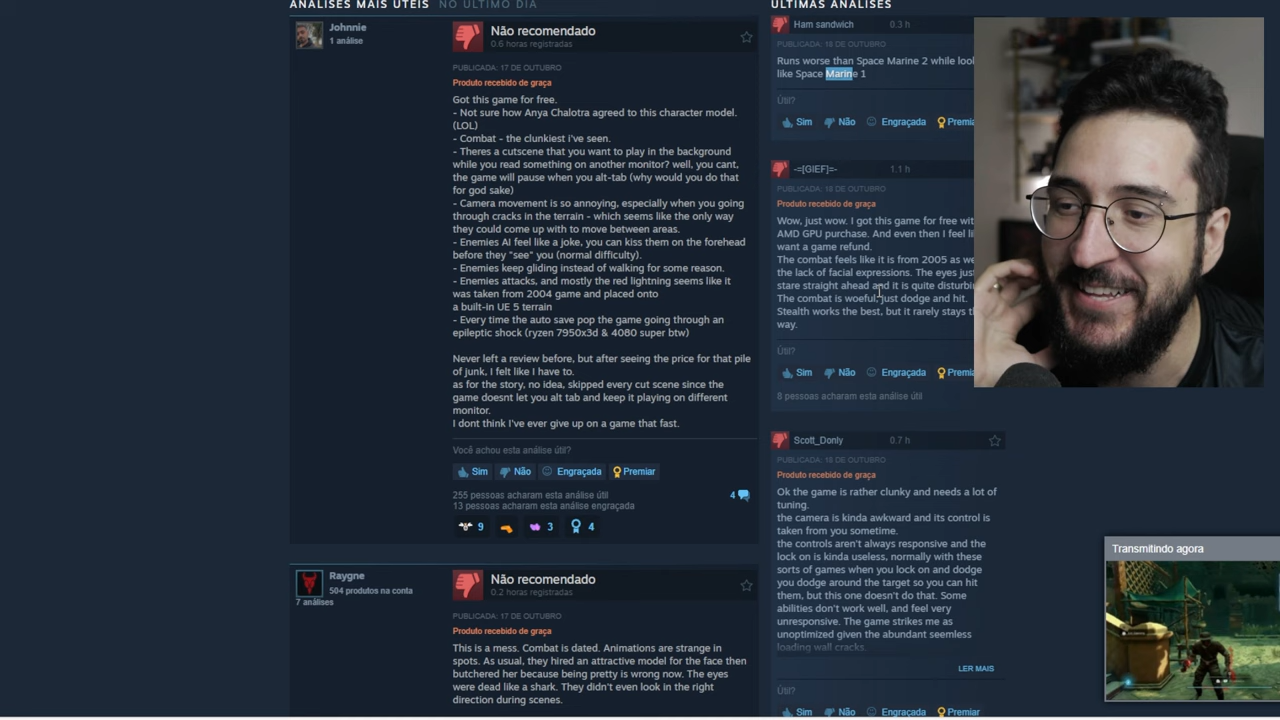 ANÁLISES MAIS ÚTEIS NO ÚLTIMO DIA
Johnnie
1 análise
Não recomendado
0.6 horas registradas
PUBLICADA: 17 DE OUTUBRO
Produto recebido de graça
Got this game for free.
- Not sure how Anya Chalotra agreed to this character model.
(LOL)
- Combat - the clunkiest i've seen.
- Theres a cutscene that you want to play in the background
while you read something on another monitor? well, you cant,
the game will pause when you alt-tab (why would you do that
for god sake)
- Camera movement is so annoying, especially when you going
through cracks in the terrain - which seems like the only way
they could come up with to move between areas.
- Enemies AI feel like a joke, you can kiss them on the forehead
before they "see" you (normal difficulty).
- Enemies keep gliding instead of walking for some reason.
- Enemies attacks, and mostly the red lightning seems like it
was taken from 2004 game and placed onto
a built-in UE 5 terrain
- Every time the auto save pop the game going through an
epileptic shock (ryzen 7950x3d & 4080 super btw)
Never left a review before, but after seeing the price for that pile
of junk, I felt like I have to.
as for the story, no idea, skipped every cut scene since the
game doesnt let you alt tab and keep it playing on different
monitor.
I dont think I've ever give up on a game that fast.
Você achou esta análise útil?
Sim Não Engraçada Premiar
255 pessoas acharam esta análise útil
13 pessoas acharam esta análise engraçada
4
9 3 4
Raygne
504 produtos na conta
7 análises
Não recomendado
0.2 horas registradas
PUBLICADA: 17 DE OUTUBRO
Produto recebido de graça
This is a mess. Combat is dated. Animations are strange in
spots. As usual, they hired an attractive model for the face then
butchered her because being pretty is wrong now. The eyes
were dead like a shark. They didn't even look in the right
direction during scenes.
ÚLTIMAS ANÁLISES
Ham sandwich 0.3 h
PUBLICADA: 18 DE OUTUBRO
Runs worse than Space Marine 2 while look
like Space Marine 1
Útil?
Sim Não Engraçada Premia
-=[GIEF]=- 1.1 h
PUBLICADA: 18 DE OUTUBRO
Produto recebido de graça
Wow, just wow. I got this game for free wit
AMD GPU purchase. And even then I feel li
want a game refund.
The combat feels like it is from 2005 as we
the lack of facial expressions. The eyes jus
stare straight ahead and it is quite disturbin
The combat is woeful, just dodge and hit.
Stealth works the best, but it rarely stays t
way.
Útil?
Sim Não Engraçada Premia
8 pessoas acharam esta análise útil
Scott_Donly 0.7 h
PUBLICADA: 18 DE OUTUBRO
Produto recebido de graça
Ok the game is rather clunky and needs a lot of
tuning.
the camera is kinda awkward and its control is
taken from you sometime.
the controls aren't always responsive and the
lock on is kinda useless, normally with these
sorts of games when you lock on and dodge
you dodge around the target so you can hit
them, but this one doesn't do that. Some
abilities don't work well, and feel very
unresponsive. The game strikes me as
unoptimized given the abundant seemless
loading wall cracks.
LER MAIS
Útil?
Sim Não Engraçada Premiar
Transmitindo agora